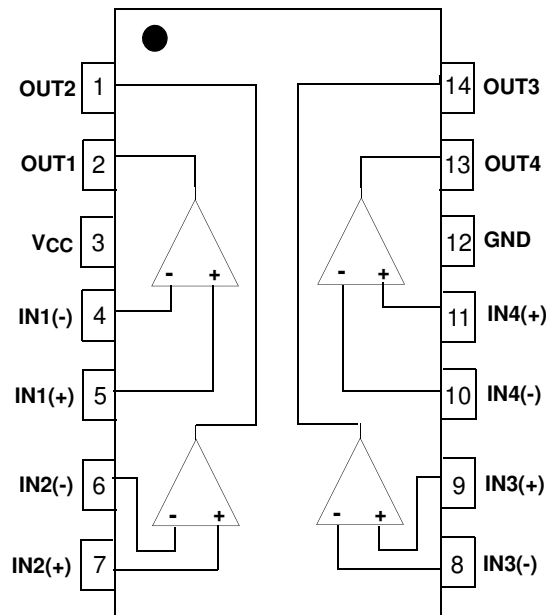 OUT2 1 14 OUT3
OUT1 2 13 OUT4
VCC 3 12 GND
- + - +
IN1(-) 4 11 IN4(+)
IN1(+) 5 10 IN4(-)
IN2(-) 6 9 IN3(+)
- + - +
IN2(+) 7 8 IN3(-)